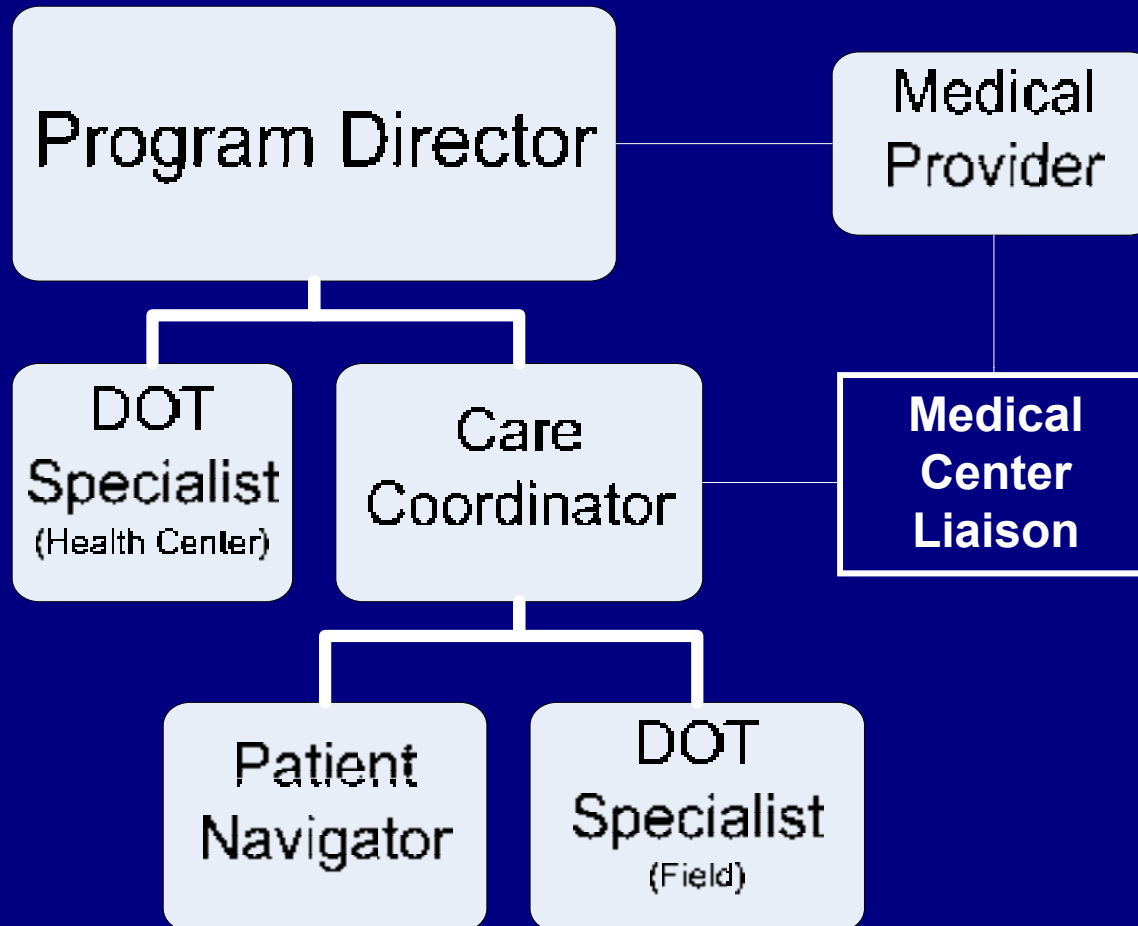 Program Director
Medical
Provider
DOT
Specialist
(Health Center)
Care
Coordinator
Medical
Center
Liaison
Patient
Navigator
DOT
Specialist
(Field)